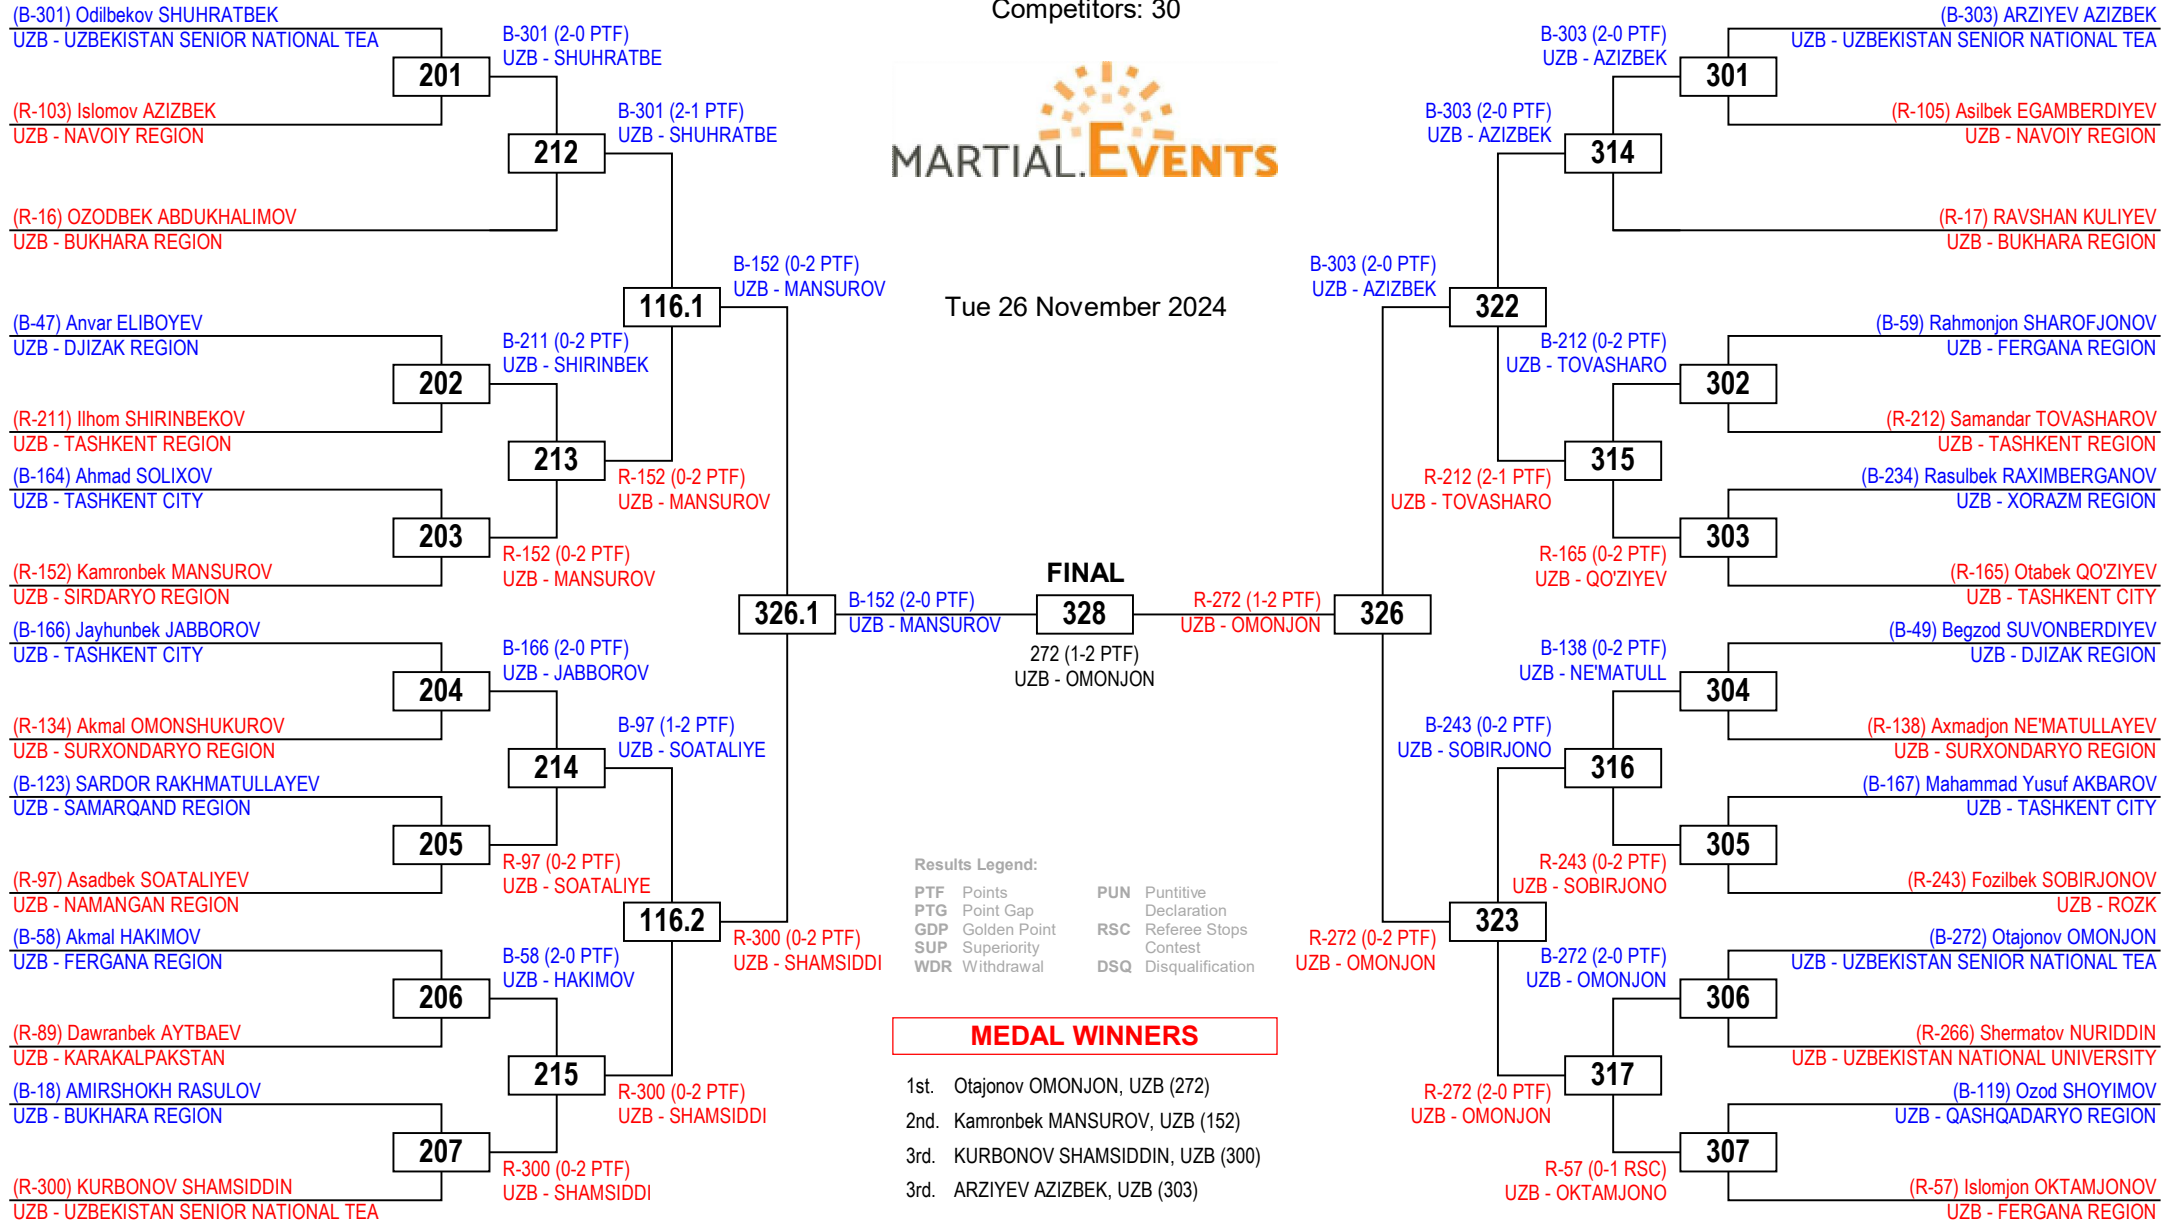 Competitors: 30
MARTIAL.EVENTS
Tue 26 November 2024
(B-301) Odilbekov SHUHRATBEK
UZB - UZBEKISTAN SENIOR NATIONAL TEA
201
(R-103) Islomov AZIZBEK
UZB - NAVOIY REGION
B-301 (2-0 PTF)
UZB - SHUHRATBE
212
(R-16) OZODBEK ABDUKHALIMOV
UZB - BUKHARA REGION
B-301 (2-1 PTF)
UZB - SHUHRATBE
116.1
B-152 (0-2 PTF)
UZB - MANSUROV
(B-47) Anvar ELIBOYEV
UZB - DJIZAK REGION
202
(R-211) Ilhom SHIRINBEKOV
UZB - TASHKENT REGION
B-211 (0-2 PTF)
UZB - SHIRINBEK
213
R-152 (0-2 PTF)
UZB - MANSUROV
(B-164) Ahmad SOLIXOV
UZB - TASHKENT CITY
203
(R-152) Kamronbek MANSUROV
UZB - SIRDARYO REGION
R-152 (0-2 PTF)
UZB - MANSUROV
326.1
B-152 (2-0 PTF)
UZB - MANSUROV
(B-166) Jayhunbek JABBOROV
UZB - TASHKENT CITY
204
(R-134) Akmal OMONSHUKUROV
UZB - SURXONDARYO REGION
B-166 (2-0 PTF)
UZB - JABBOROV
214
B-97 (1-2 PTF)
UZB - SOATALIYE
(B-123) SARDOR RAKHMATULLAYEV
UZB - SAMARQAND REGION
205
(R-97) Asadbek SOATALIYEV
UZB - NAMANGAN REGION
R-97 (0-2 PTF)
UZB - SOATALIYE
116.2
R-300 (0-2 PTF)
UZB - SHAMSIDDI
(B-58) Akmal HAKIMOV
UZB - FERGANA REGION
206
(R-89) Dawranbek AYTBAEV
UZB - KARAKALPAKSTAN
B-58 (2-0 PTF)
UZB - HAKIMOV
215
R-300 (0-2 PTF)
UZB - SHAMSIDDI
(B-18) AMIRSHOKH RASULOV
UZB - BUKHARA REGION
207
(R-300) KURBONOV SHAMSIDDIN
UZB - UZBEKISTAN SENIOR NATIONAL TEA
R-300 (0-2 PTF)
UZB - SHAMSIDDI
FINAL
328
272 (1-2 PTF)
UZB - OMONJON
R-272 (1-2 PTF)
UZB - OMONJON
326
(B-303) ARZIYEV AZIZBEK
UZB - UZBEKISTAN SENIOR NATIONAL TEA
301
(R-105) Asilbek EGAMBERDIYEV
UZB - NAVOIY REGION
B-303 (2-0 PTF)
UZB - AZIZBEK
314
(R-17) RAVSHAN KULIYEV
UZB - BUKHARA REGION
B-303 (2-0 PTF)
UZB - AZIZBEK
322
B-303 (2-0 PTF)
UZB - AZIZBEK
(B-59) Rahmonjon SHAROFJONOV
UZB - FERGANA REGION
302
(R-212) Samandar TOVASHAROV
UZB - TASHKENT REGION
B-212 (0-2 PTF)
UZB - TOVASHARO
315
R-212 (2-1 PTF)
UZB - TOVASHARO
(B-234) Rasulbek RAXIMBERGANOV
UZB - XORAZM REGION
303
(R-165) Otabek QO'ZIYEV
UZB - TASHKENT CITY
R-165 (0-2 PTF)
UZB - QO'ZIYEV
(B-49) Begzod SUVONBERDIYEV
UZB - DJIZAK REGION
304
(R-138) Axmadjon NE'MATULLAYEV
UZB - SURXONDARYO REGION
B-138 (0-2 PTF)
UZB - NE'MATULL
316
B-243 (0-2 PTF)
UZB - SOBIRJONO
(B-167) Mahammad Yusuf AKBAROV
UZB - TASHKENT CITY
305
(R-243) Fozilbek SOBIRJONOV
UZB - ROZK
R-243 (0-2 PTF)
UZB - SOBIRJONO
323
R-272 (0-2 PTF)
UZB - OMONJON
(B-272) Otajonov OMONJON
UZB - UZBEKISTAN SENIOR NATIONAL TEA
306
(R-266) Shermatov NURIDDIN
UZB - UZBEKISTAN NATIONAL UNIVERSITY
B-272 (2-0 PTF)
UZB - OMONJON
317
R-272 (2-0 PTF)
UZB - OMONJON
(B-119) Ozod SHOYIMOV
UZB - QASHQADARYO REGION
307
(R-57) Islomjon OKTAMJONOV
UZB - FERGANA REGION
R-57 (0-1 RSC)
UZB - OKTAMJONO
Results Legend:
PTF Points
PTG Point Gap
GDP Golden Point
SUP Superiority
WDR Withdrawal
PUN Puntitive
Declaration
RSC Referee Stops
Contest
DSQ Disqualification
MEDAL WINNERS
1st. Otajonov OMONJON, UZB (272)
2nd. Kamronbek MANSUROV, UZB (152)
3rd. KURBONOV SHAMSIDDIN, UZB (300)
3rd. ARZIYEV AZIZBEK, UZB (303)